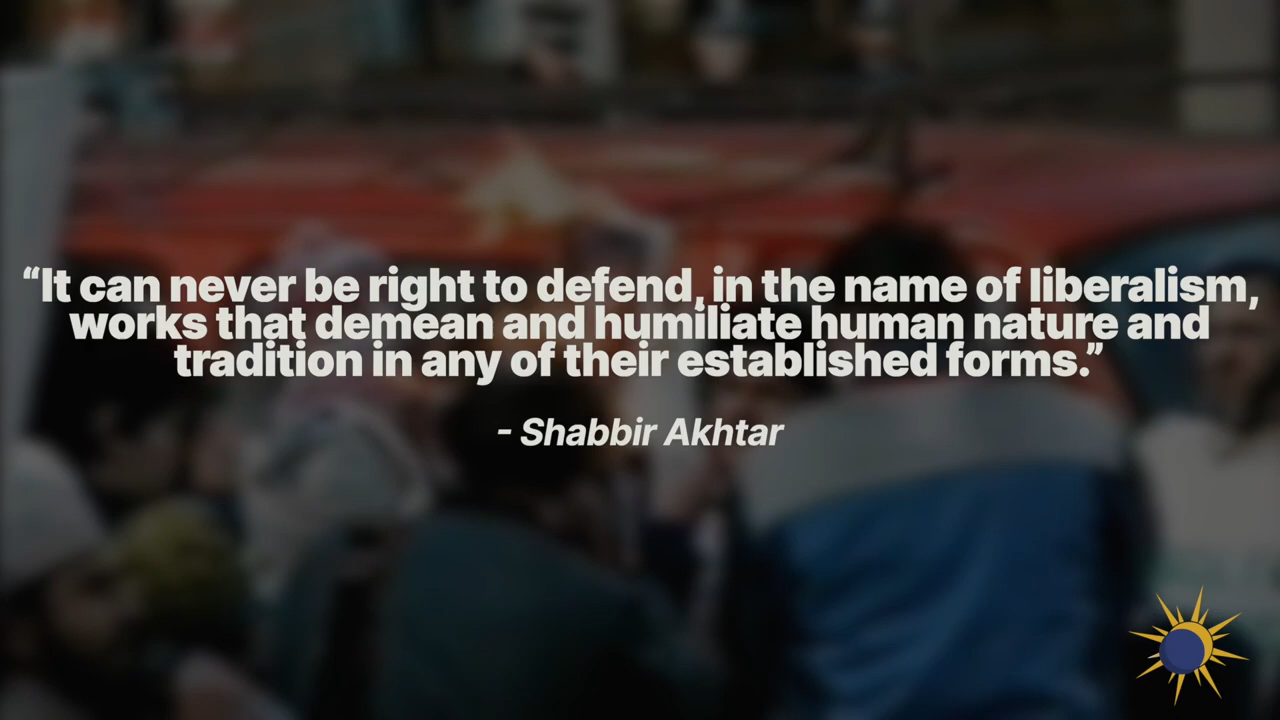 “It can never be right to defend, in the name of liberalism,
works that demean and humiliate human nature and
tradition in any of their established forms.”
- Shabbir Akhtar